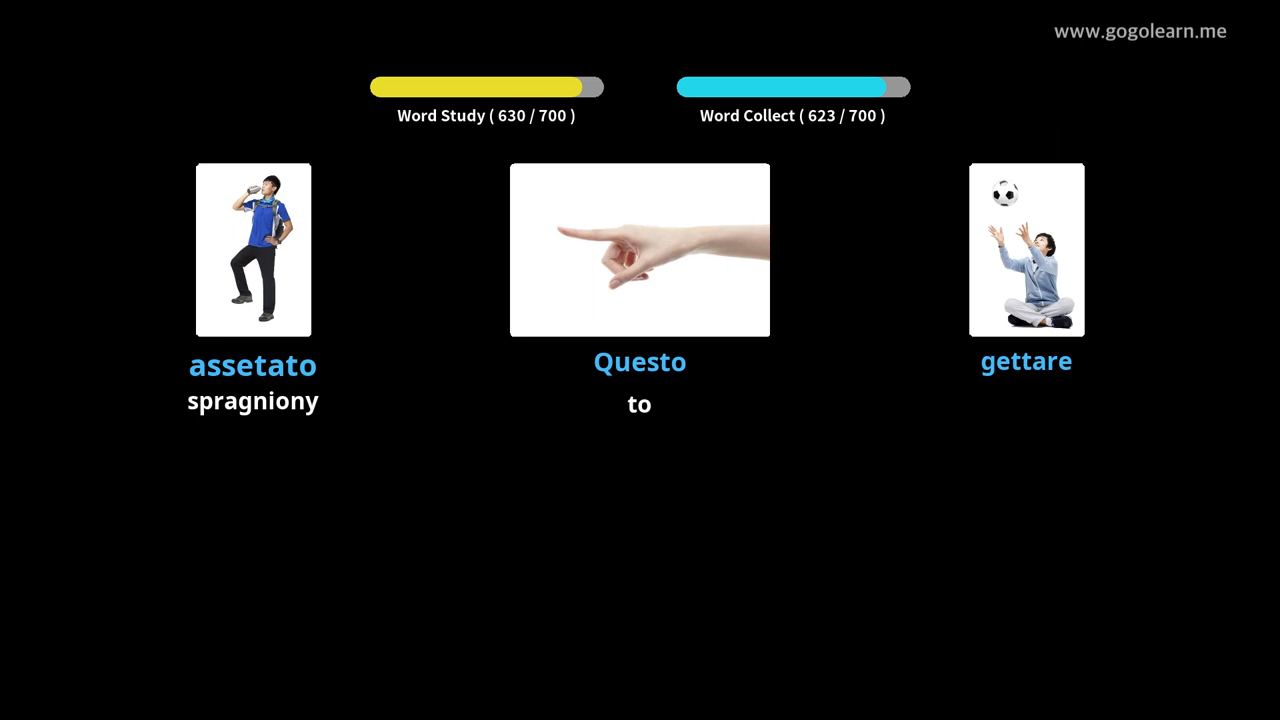 www.gogolearn.me
Word Study ( 630 / 700 )
Word Collect ( 623 / 700 )
assetato
spragniony
Questo
to
gettare